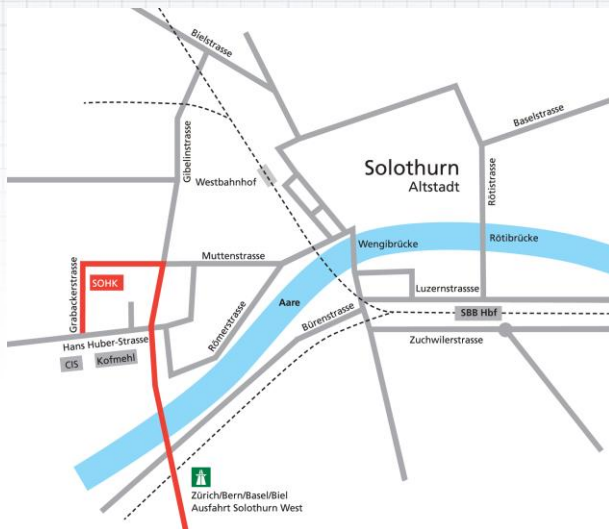 Bielstrasse
Baselstrasse
Gibelinstrasse
Solothurn
Altstadt
Rötistrasse
Westbahnhof
Wengibrücke
Rötibrücke
Muttenstrasse
Grabackerstrasse
SOHK
Luzernstrassse
Aare
SBB Hbf
Römerstrasse
Bürenstrasse
Hans Huber-Strasse
Zuchwilerstrasse
CIS
Kofmehl
Zürich/Bern/Basel/Biel
Ausfahrt Solothurn West